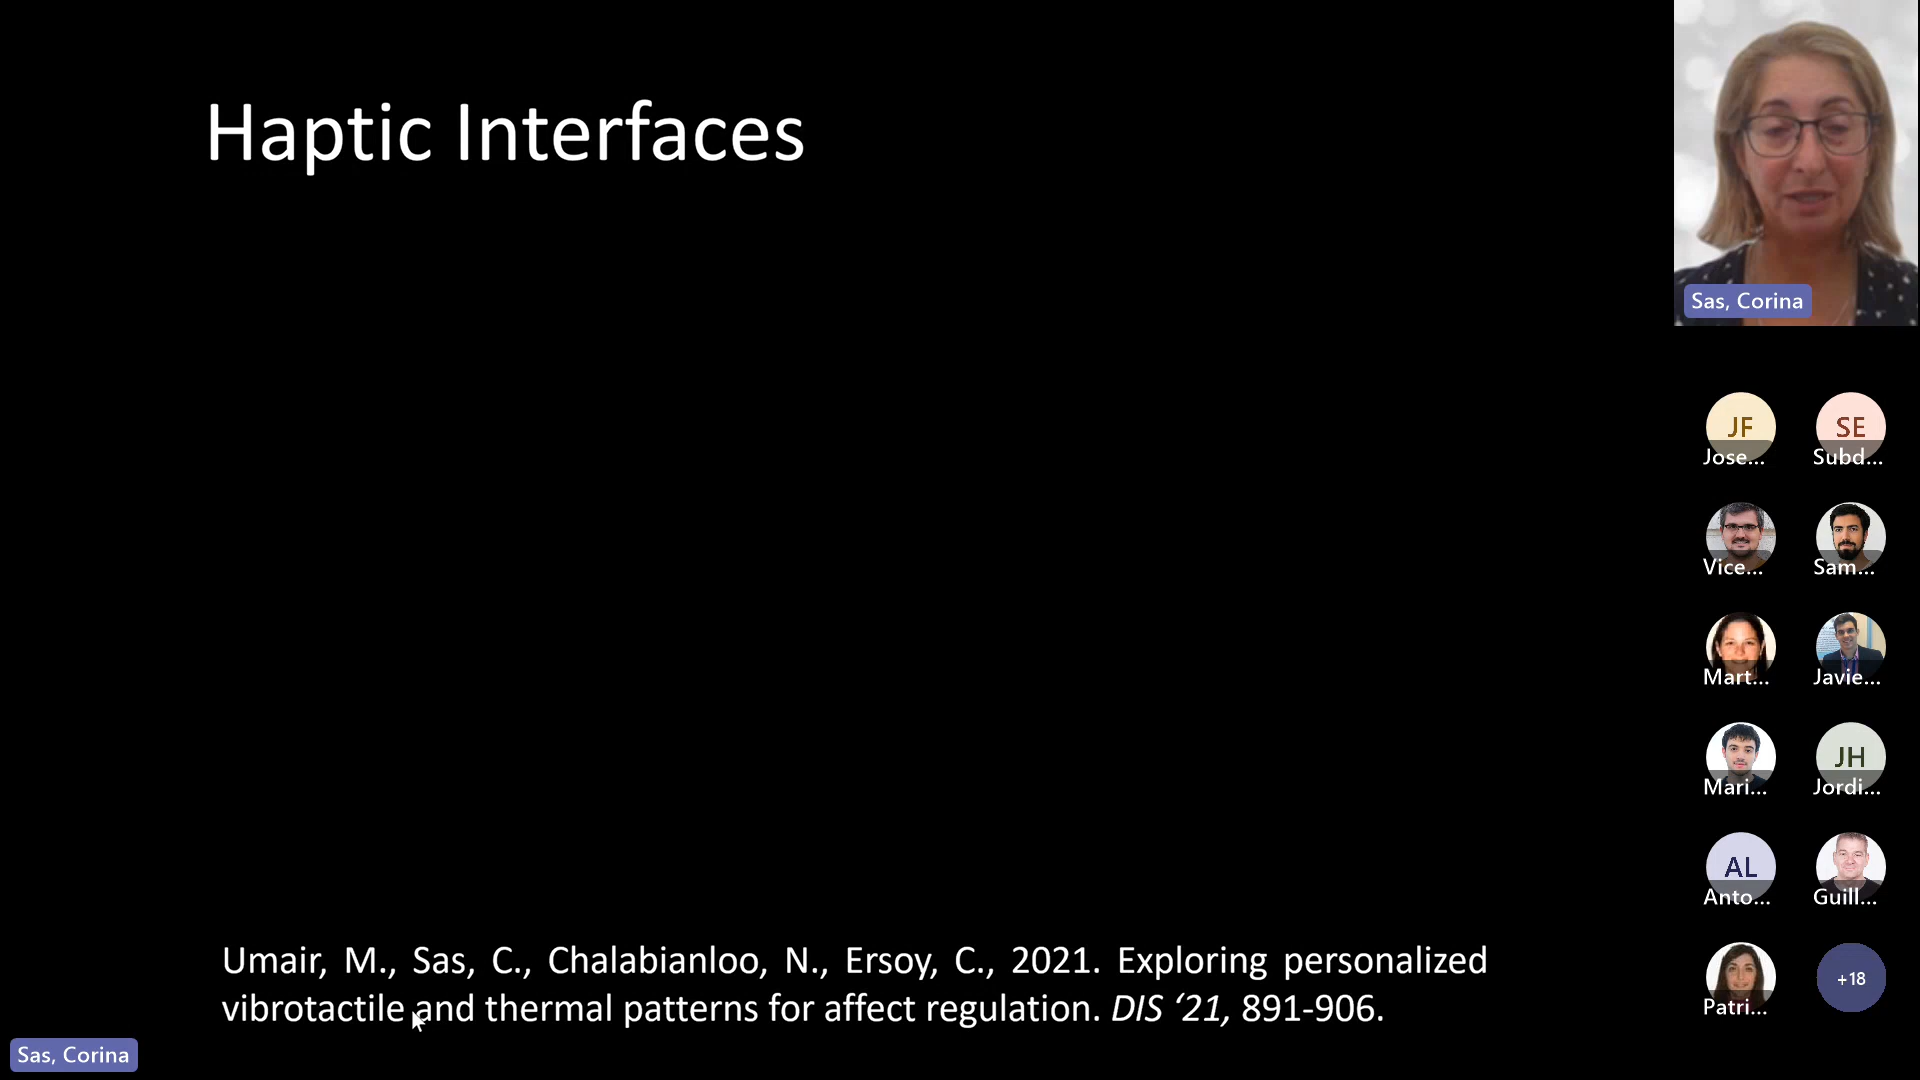 Haptic Interfaces
Umair, M., Sas, C., Chalabianloo, N., Ersoy, C., 2021. Exploring personalized
vibrotactile and thermal patterns for affect regulation. DIS ‘21, 891-906.
Sas, Corina
Sas, Corina
JF
Jose...
SE
Subd...
Vice...
Sam...
Mart...
Javie...
Mari...
JH
Jordi...
AL
Anto...
Guill...
Patri...
+18